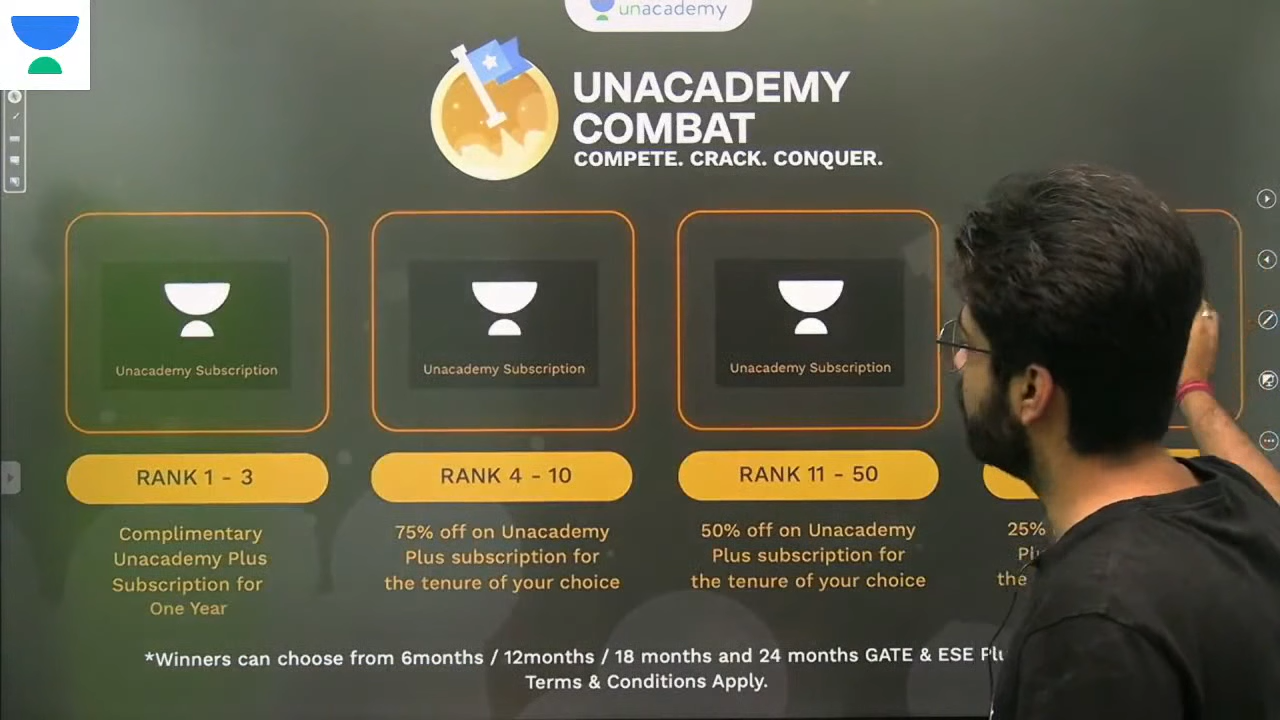 unacademy
UNACADEMY
COMBAT
COMPETE. CRACK. CONQUER.
Unacademy Subscription
Unacademy Subscription
Unacademy Subscription
RANK 1 - 3
RANK 4 - 10
RANK 11 - 50
Complimentary
Unacademy Plus
Subscription for
One Year
75% off on Unacademy
Plus subscription for
the tenure of your choice
50% off on Unacademy
Plus subscription for
the tenure of your choice
25%
the
*Winners can choose from 6months / 12months / 18 months and 24 months GATE & ESE
Terms & Conditions Apply.